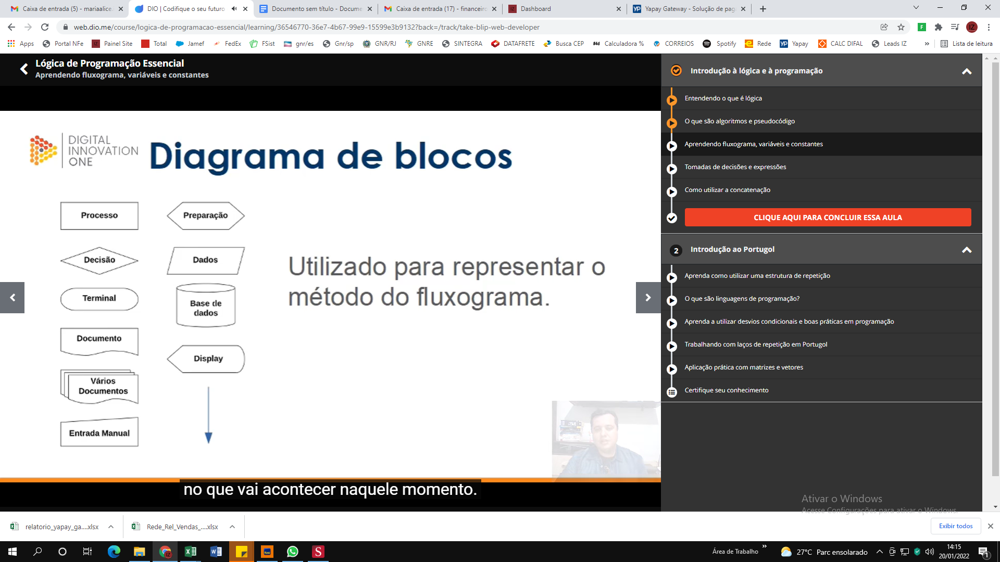 Caixa de entrada (5) - mariaalice.
DIO | Codifique o seu futuro
Documento sem título - Docume
Caixa de entrada (17) - financeiro
Dashboard
Yapay Gateway - Solução de pag
web.dio.me/course/logica-de-programacao-essencial/learning/36546770-36e7-4b67-99e9-15599e3b9132?back=/track/take-blip-web-developer
Apps
Portal NFe
Painel Site
Total
Jamef
FedEx
FSist
gnr/es
Gnr/sp
GNR/RJ
GNRE
SINTEGRA
DATAFRETE
Busca CEP
Calculadora %
CORREIOS
Spotify
Rede
Yapay
CALC DIFAL
Leads IZ
»
Lista de leitura
Lógica de Programação Essencial
Aprendendo fluxograma, variáveis e constantes
DIGITAL
INNOVATION
ONE
Diagrama de blocos
Processo
Preparação
Decisão
Dados
Terminal
Base de
dados
Documento
Display
Vários
Documentos
Entrada Manual
Utilizado para representar o
método do fluxograma.
no que vai acontecer naquele momento.
Introdução à lógica e à programação
Entendendo o que é lógica
O que são algoritmos e pseudocódigo
Aprendendo fluxograma, variáveis e constantes
Tomadas de decisões e expressões
Como utilizar a concatenação
CLIQUE AQUI PARA CONCLUIR ESSA AULA
2
Introdução ao Portugol
Aprenda como utilizar uma estrutura de repetição
O que são linguagens de programação?
Aprenda a utilizar desvios condicionais e boas práticas em programação
Trabalhando com laços de repetição em Portugol
Aplicação prática com matrizes e vetores
Certifique seu conhecimento
Ativar o Windows
Acesse Configurações para ativar o Windows.
relatorio_yapay_ga....xlsx
Rede_Rel_Vendas_....xlsx
Exibir todos
Área de Trabalho
»
27°C Parc ensolarado
14:15
20/01/2022
1